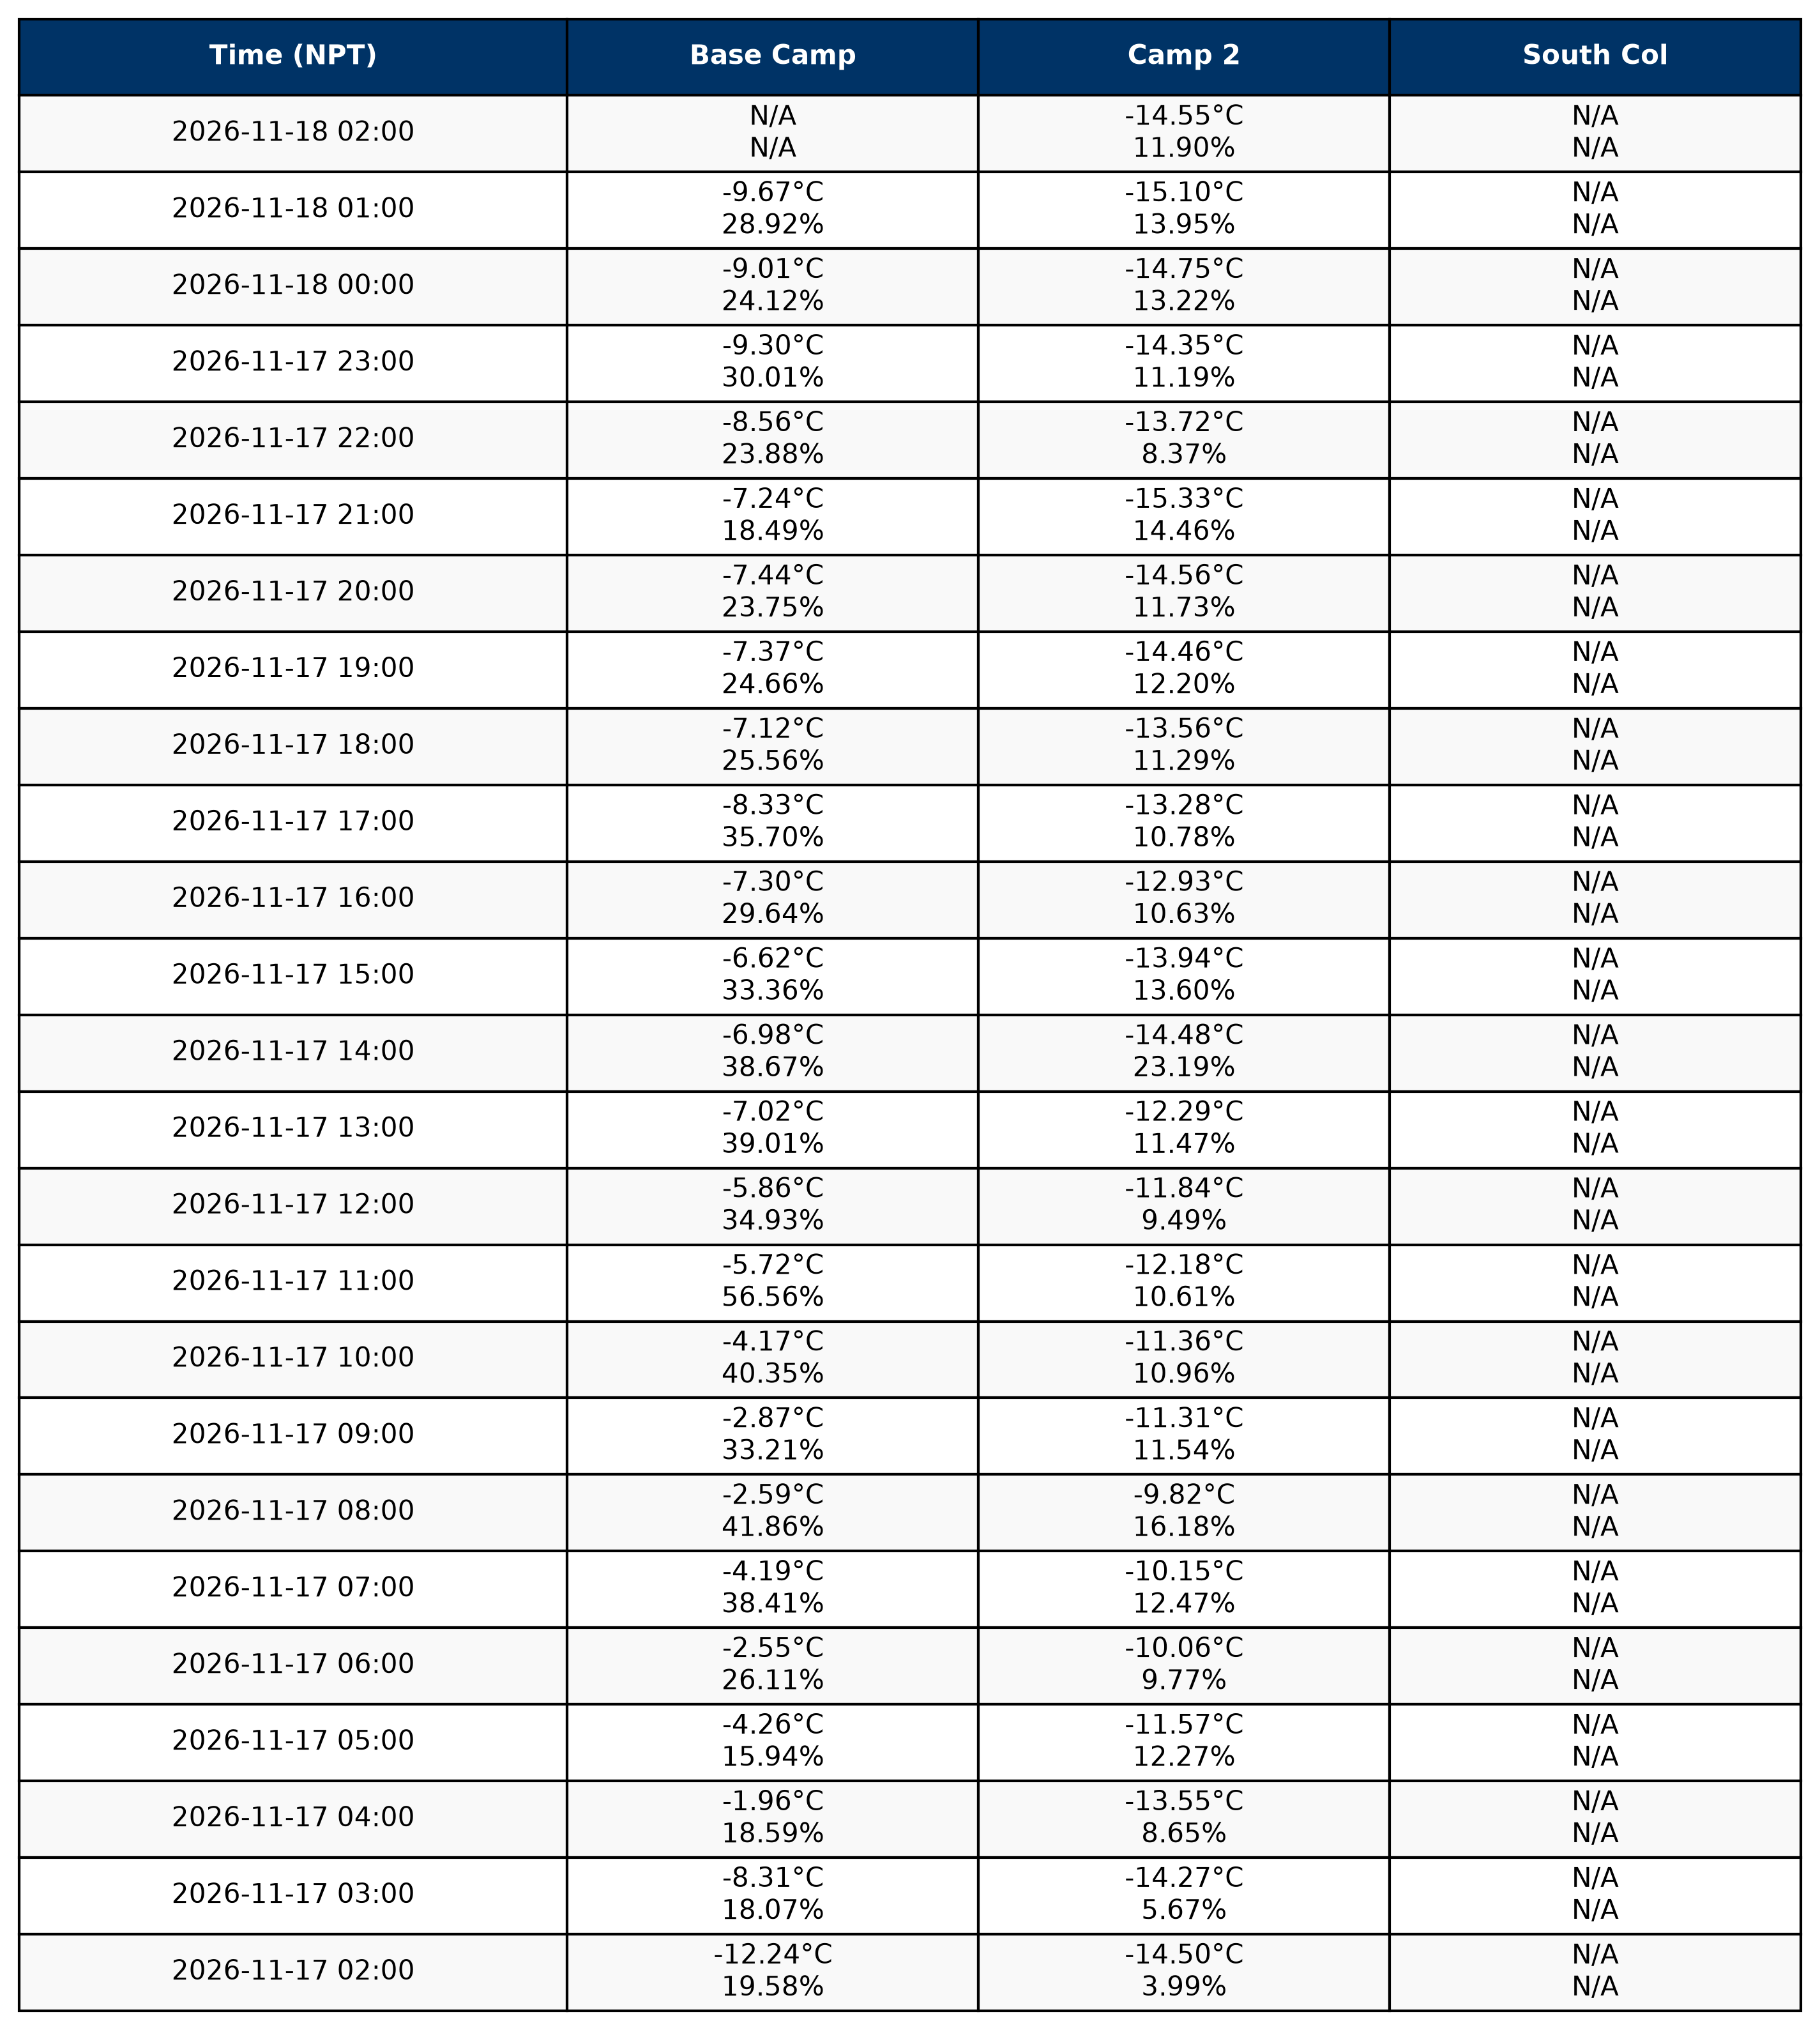 Time (NPT) Base Camp Camp 2 South Col
2026-11-18 02:00 N/A -14.55°C N/A
N/A 11.90% N/A
2026-11-18 01:00 -9.67°C -15.10°C N/A
28.92% 13.95% N/A
2026-11-18 00:00 -9.01°C -14.75°C N/A
24.12% 13.22% N/A
2026-11-17 23:00 -9.30°C -14.35°C N/A
30.01% 11.19% N/A
2026-11-17 22:00 -8.56°C -13.72°C N/A
23.88% 8.37% N/A
2026-11-17 21:00 -7.24°C -15.33°C N/A
18.49% 14.46% N/A
2026-11-17 20:00 -7.44°C -14.56°C N/A
23.75% 11.73% N/A
2026-11-17 19:00 -7.37°C -14.46°C N/A
24.66% 12.20% N/A
2026-11-17 18:00 -7.12°C -13.56°C N/A
25.56% 11.29% N/A
2026-11-17 17:00 -8.33°C -13.28°C N/A
35.70% 10.78% N/A
2026-11-17 16:00 -7.30°C -12.93°C N/A
29.64% 10.63% N/A
2026-11-17 15:00 -6.62°C -13.94°C N/A
33.36% 13.60% N/A
2026-11-17 14:00 -6.98°C -14.48°C N/A
38.67% 23.19% N/A
2026-11-17 13:00 -7.02°C -12.29°C N/A
39.01% 11.47% N/A
2026-11-17 12:00 -5.86°C -11.84°C N/A
34.93% 9.49% N/A
2026-11-17 11:00 -5.72°C -12.18°C N/A
56.56% 10.61% N/A
2026-11-17 10:00 -4.17°C -11.36°C N/A
40.35% 10.96% N/A
2026-11-17 09:00 -2.87°C -11.31°C N/A
33.21% 11.54% N/A
2026-11-17 08:00 -2.59°C -9.82°C N/A
41.86% 16.18% N/A
2026-11-17 07:00 -4.19°C -10.15°C N/A
38.41% 12.47% N/A
2026-11-17 06:00 -2.55°C -10.06°C N/A
26.11% 9.77% N/A
2026-11-17 05:00 -4.26°C -11.57°C N/A
15.94% 12.27% N/A
2026-11-17 04:00 -1.96°C -13.55°C N/A
18.59% 8.65% N/A
2026-11-17 03:00 -8.31°C -14.27°C N/A
18.07% 5.67% N/A
2026-11-17 02:00 -12.24°C -14.50°C N/A
19.58% 3.99% N/A